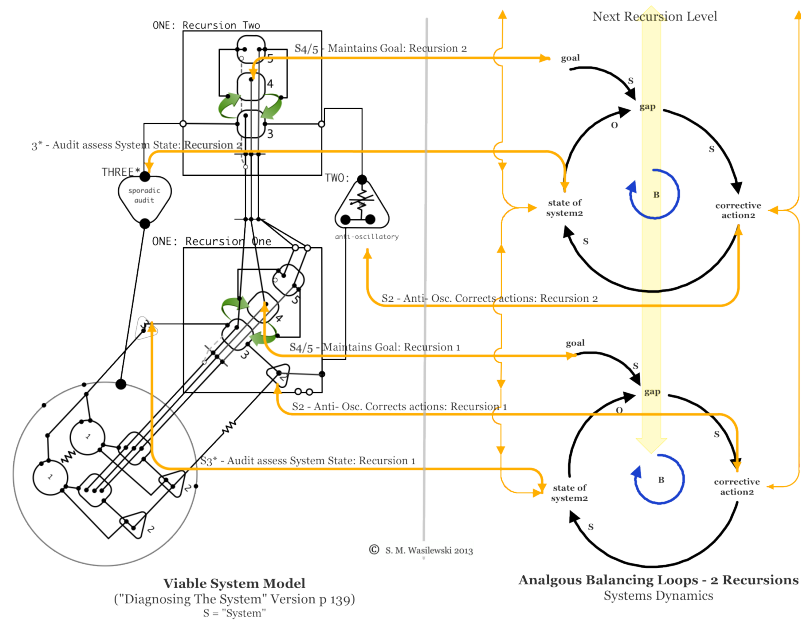 ONE: Recursion Two
Next Recursion Level
S4/5 - Maintains Goal: Recursion 2
goal
5
4
3
S
gap
O
S
3* - Audit assess System State: Recursion 2
THREE*
sporadic
audit
TWO:
anti-oscillatory
B
state of
system2
corrective
action2
S
ONE: Recursion One
5
4
3
S2 - Anti- Osc. Corrects actions: Recursion 2
3*
S4/5 - Maintains Goal: Recursion 1
goal
S
gap
2
O
S2 - Anti- Osc. Corrects actions: Recursion 1
S
1
1
S3* - Audit assess System State: Recursion 1
B
state of
system2
corrective
action2
2
2
S
© S. M. Wasilewski 2013
Viable System Model
("Diagnosing The System" Version p 139)
S = "System"
Analgous Balancing Loops - 2 Recursions
Systems Dynamics